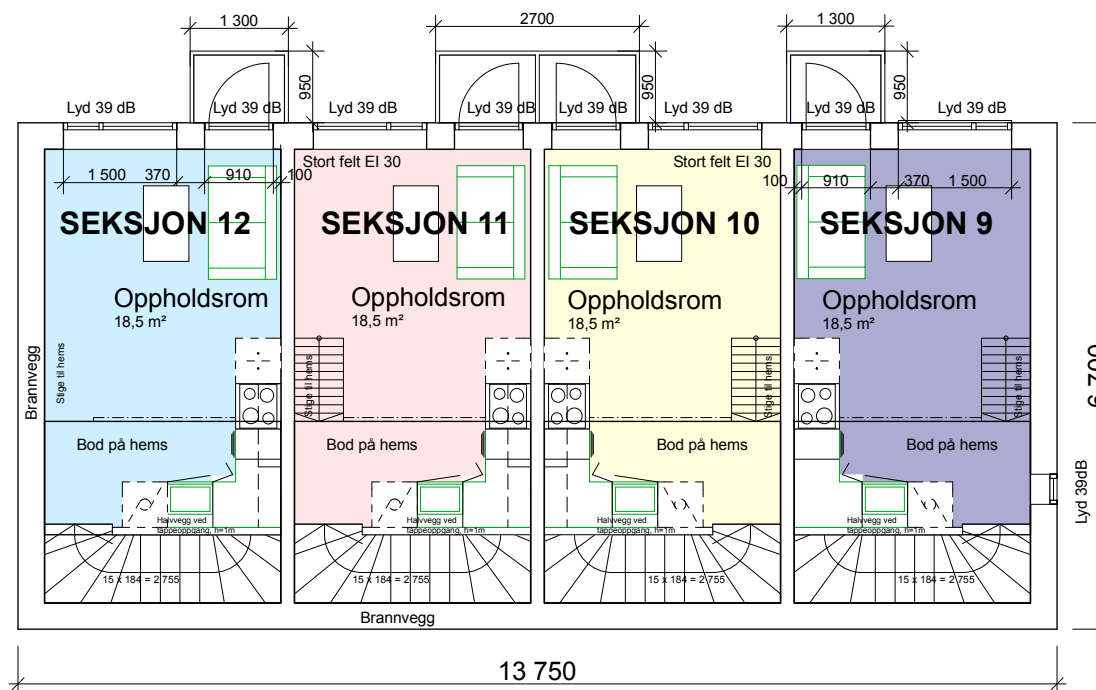 1 300
2700
1 300
950
950
950
Lyd 39 dB
Lyd 39 dB
Lyd 39 dB
Lyd 39 dB
Lyd 39 dB
Lyd 39 dB
Lyd 39 dB
Lyd 39 dB
Stort felt EI 30
Stort felt EI 30
1 500
370
910
100
100
910
370
1 500
SEKSJON 12
SEKSJON 11
SEKSJON 10
SEKSJON 9
Oppholdsrom
18,5 m²
Oppholdsrom
18,5 m²
Oppholdsrom
18,5 m²
Oppholdsrom
18,5 m²
Brannvegg
Stige til hems
Stige til hems
Stige til hems
Stige til hems
6 700
Bod på hems
Bod på hems
Bod på hems
Bod på hems
Lyd 39dB
Halvvegg ved
tappeoppgang, h=1m
Halvvegg ved
tappeoppgang, h=1m
Halvvegg ved
tappeoppgang, h=1m
Halvvegg ved
tappeoppgang, h=1m
15 x 184 = 2 755
15 x 184 = 2 755
15 x 184 = 2 755
15 x 184 = 2 755
Brannvegg
13 750